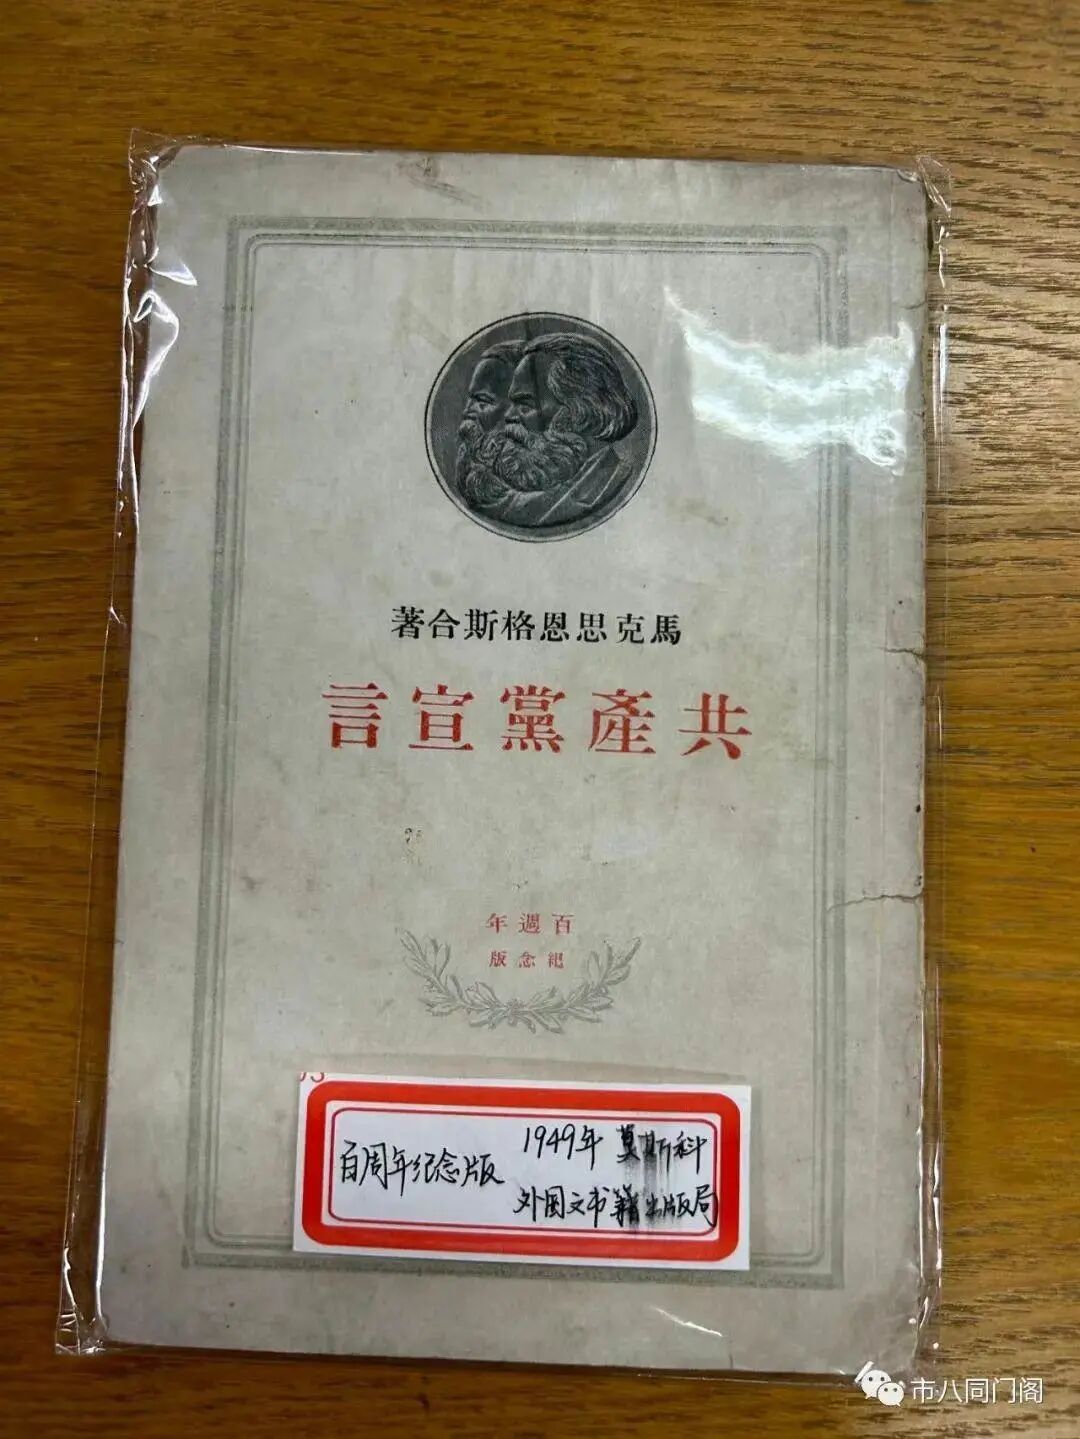 馬克思恩格斯合著
共產黨宣言
百週年
紀念版
百周年纪念版
1949年 莫斯科
外国文书籍出版局
市八同门阁